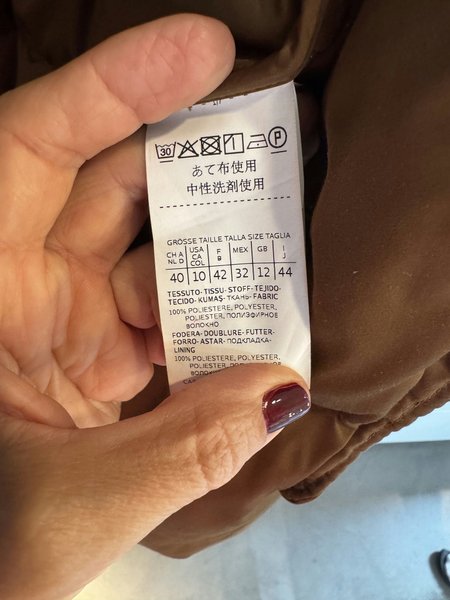 30 P
あて布使用
中性洗剤使用
GRÖSSE TAILLE TALLA SIZE TAGLIA
CH A NL D USA CA COL F B MEX GB I J
40 10 42 32 12 44
TESSUTO-TISSU-STOFF-TEJIDO-
TECIDO-KUMAŞ-ТКАНЬ-FABRIC
100% POLIESTERE, POLYESTER,
POLIESTER, ПОЛИЭФИРНОЕ
ВОЛОКНО
FODERA-DOUBLURE-FUTTER-
FORRO-ASTAR-ПОДКЛАДКА-
LINING
100% POLIESTERE, POLYESTER,